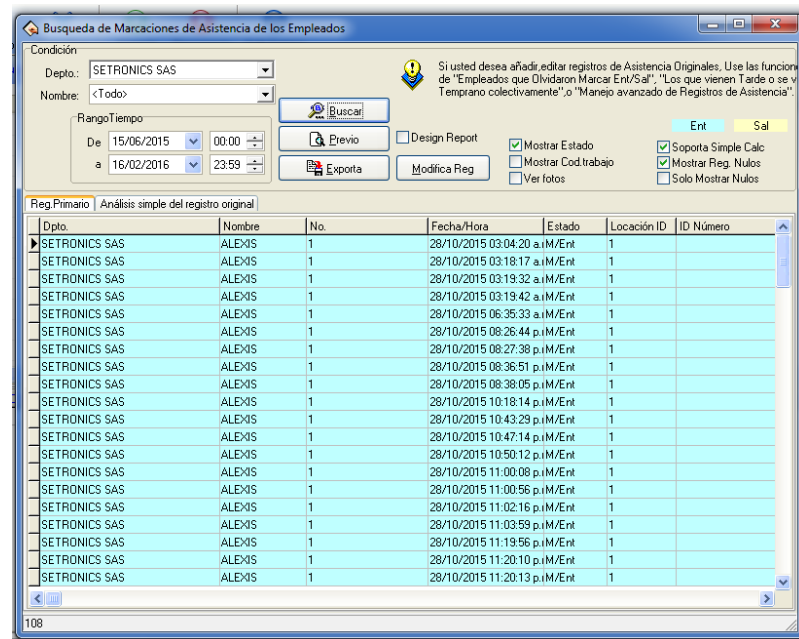 Busqueda de Marcaciones de Asistencia de los Empleados
Condición
Depto.: SETRONICS SAS
Nombre: <Todo>
RangoTiempo
De 15/06/2015 00:00
a 16/02/2016 23:59
Buscar
Previo
Exporta
Si usted desea añadir,editar registros de Asistencia Originales, Use las funcion
de "Empleados que Olvidaron Marcar Ent/Sal", "Los que vienen Tarde o se v
Temprano colectivamente",o "Manejo avanzado de Registros de Asistencia".
Design Report
Modifica Reg
Mostrar Estado
Mostrar Cod.trabajo
Ver fotos
Ent Sal
Soporta Simple Calc
Mostrar Reg. Nulos
Solo Mostrar Nulos
Reg.Primario Análisis simple del registro original
Dpto. Nombre No. Fecha/Hora Estado Locación ID ID Número
SETRONICS SAS ALEXIS 1 28/10/2015 03:04:20 a.ı M/Ent 1
SETRONICS SAS ALEXIS 1 28/10/2015 03:18:17 a.ı M/Ent 1
SETRONICS SAS ALEXIS 1 28/10/2015 03:19:32 a.ı M/Ent 1
SETRONICS SAS ALEXIS 1 28/10/2015 03:19:42 a.ı M/Ent 1
SETRONICS SAS ALEXIS 1 28/10/2015 06:35:33 a.ı M/Ent 1
SETRONICS SAS ALEXIS 1 28/10/2015 08:26:44 p.ı M/Ent 1
SETRONICS SAS ALEXIS 1 28/10/2015 08:27:38 p.ı M/Ent 1
SETRONICS SAS ALEXIS 1 28/10/2015 08:36:51 p.ı M/Ent 1
SETRONICS SAS ALEXIS 1 28/10/2015 08:38:05 p.ı M/Ent 1
SETRONICS SAS ALEXIS 1 28/10/2015 10:18:14 p.ı M/Ent 1
SETRONICS SAS ALEXIS 1 28/10/2015 10:43:29 p.ı M/Ent 1
SETRONICS SAS ALEXIS 1 28/10/2015 10:47:14 p.ı M/Ent 1
SETRONICS SAS ALEXIS 1 28/10/2015 10:50:12 p.ı M/Ent 1
SETRONICS SAS ALEXIS 1 28/10/2015 11:00:08 p.ı M/Ent 1
SETRONICS SAS ALEXIS 1 28/10/2015 11:00:56 p.ı M/Ent 1
SETRONICS SAS ALEXIS 1 28/10/2015 11:02:16 p.ı M/Ent 1
SETRONICS SAS ALEXIS 1 28/10/2015 11:03:59 p.ı M/Ent 1
SETRONICS SAS ALEXIS 1 28/10/2015 11:19:56 p.ı M/Ent 1
SETRONICS SAS ALEXIS 1 28/10/2015 11:20:10 p.ı M/Ent 1
SETRONICS SAS ALEXIS 1 28/10/2015 11:20:13 p.ı M/Ent 1
108